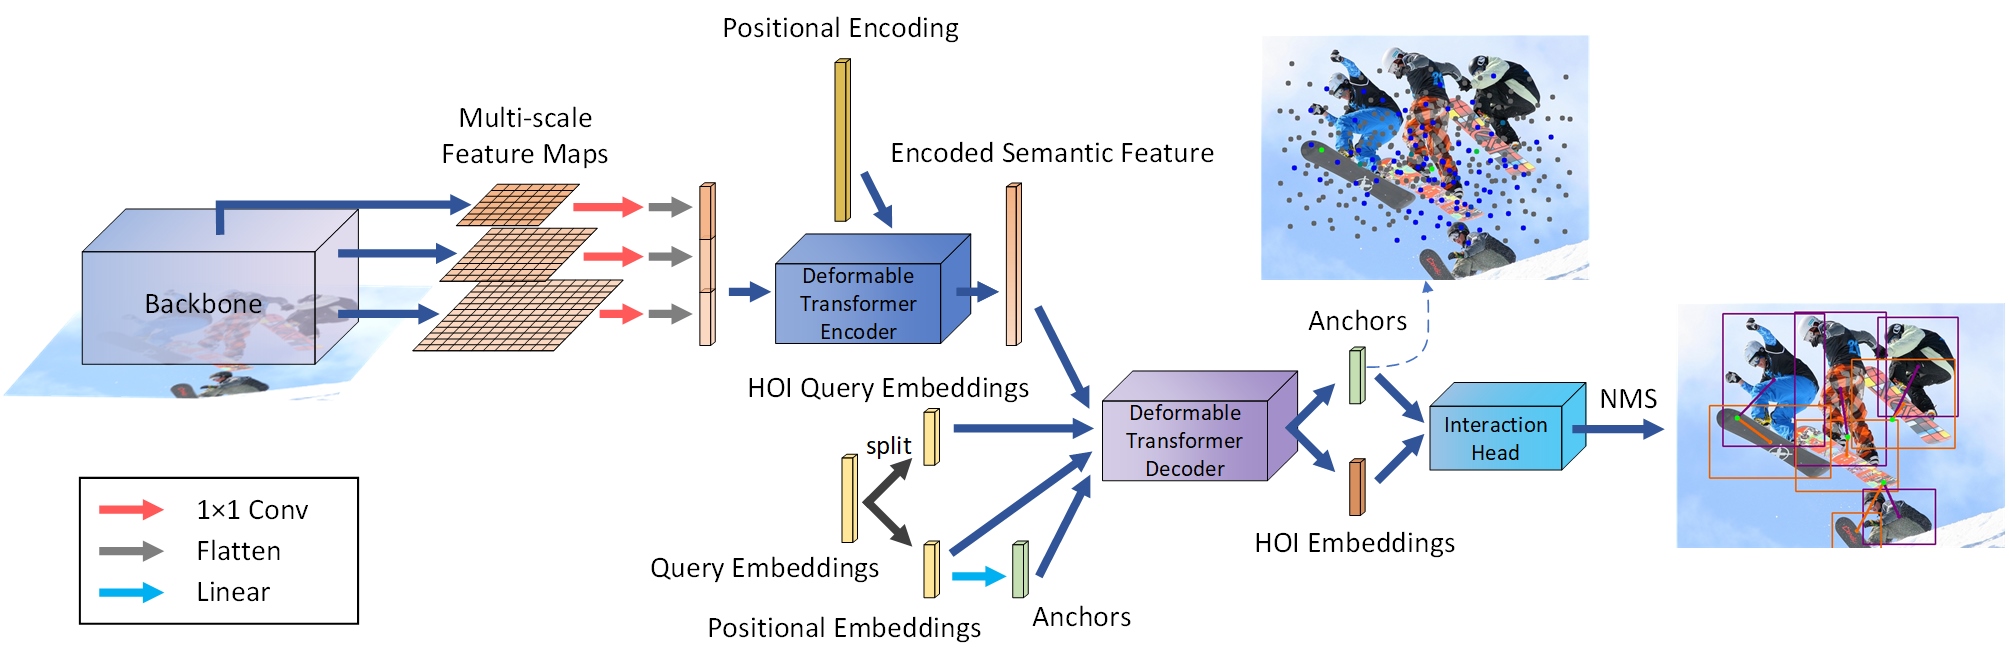 Positional Encoding
Multi-scale
Feature Maps
Encoded Semantic Feature
Backbone
Deformable
Transformer
Encoder
Anchors
HOI Query Embeddings
split
Deformable
Transformer
Decoder
Interaction
Head
NMS
1×1 Conv
Flatten
Linear
Query Embeddings
HOI Embeddings
Positional Embeddings
Anchors